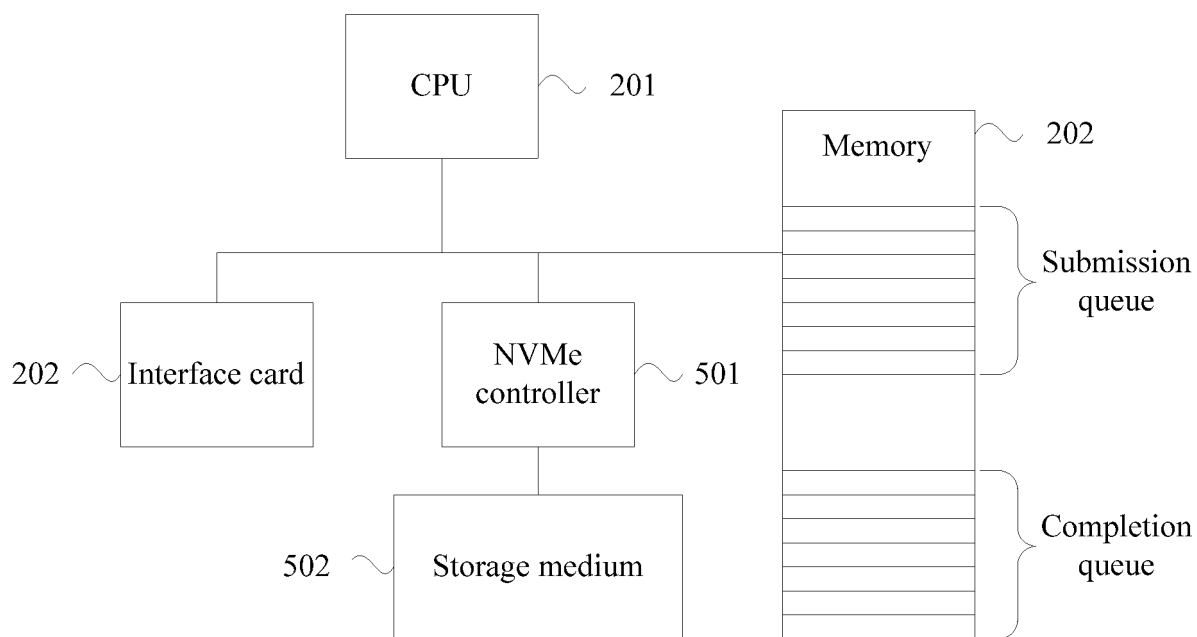 CPU
201
Memory
202
Submission
queue
202
Interface card
NVMe
controller
501
502
Storage medium
Completion
queue